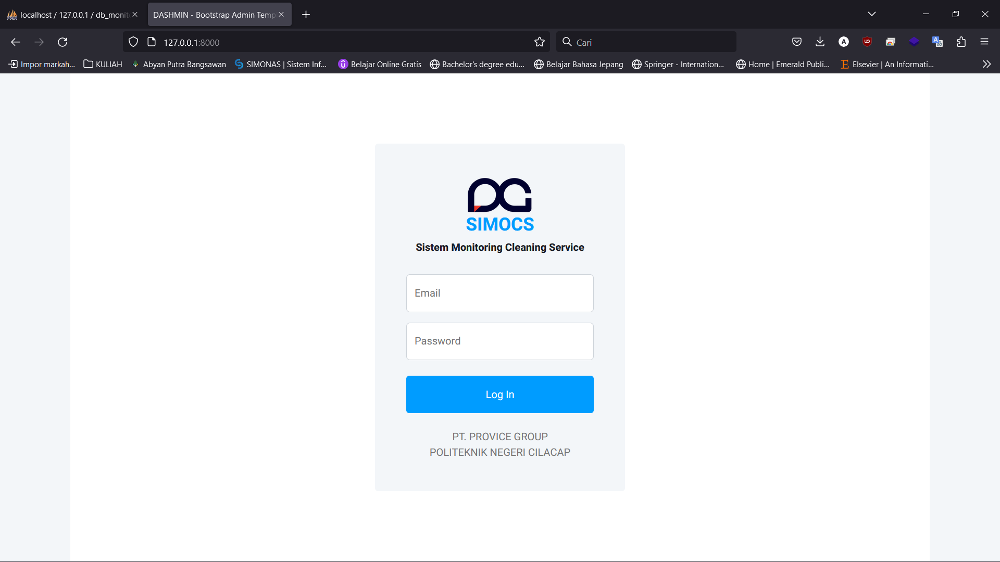 localhost / 127.0.0.1 / db_monit
DASHMIN - Bootstrap Admin Temp
127.0.0.1:8000
Cari
Impor markah...
KULIAH
Abyan Putra Bangsawan
SIMONAS | Sistem Inf...
Belajar Online Gratis
Bachelor's degree edu...
Belajar Bahasa Jepang
Springer - Internation...
Home | Emerald Publi...
Elsevier | An Informati...
SIMOCS
Sistem Monitoring Cleaning Service
Email
Password
Log In
PT. PROVICE GROUP
POLITEKNIK NEGERI CILACAP